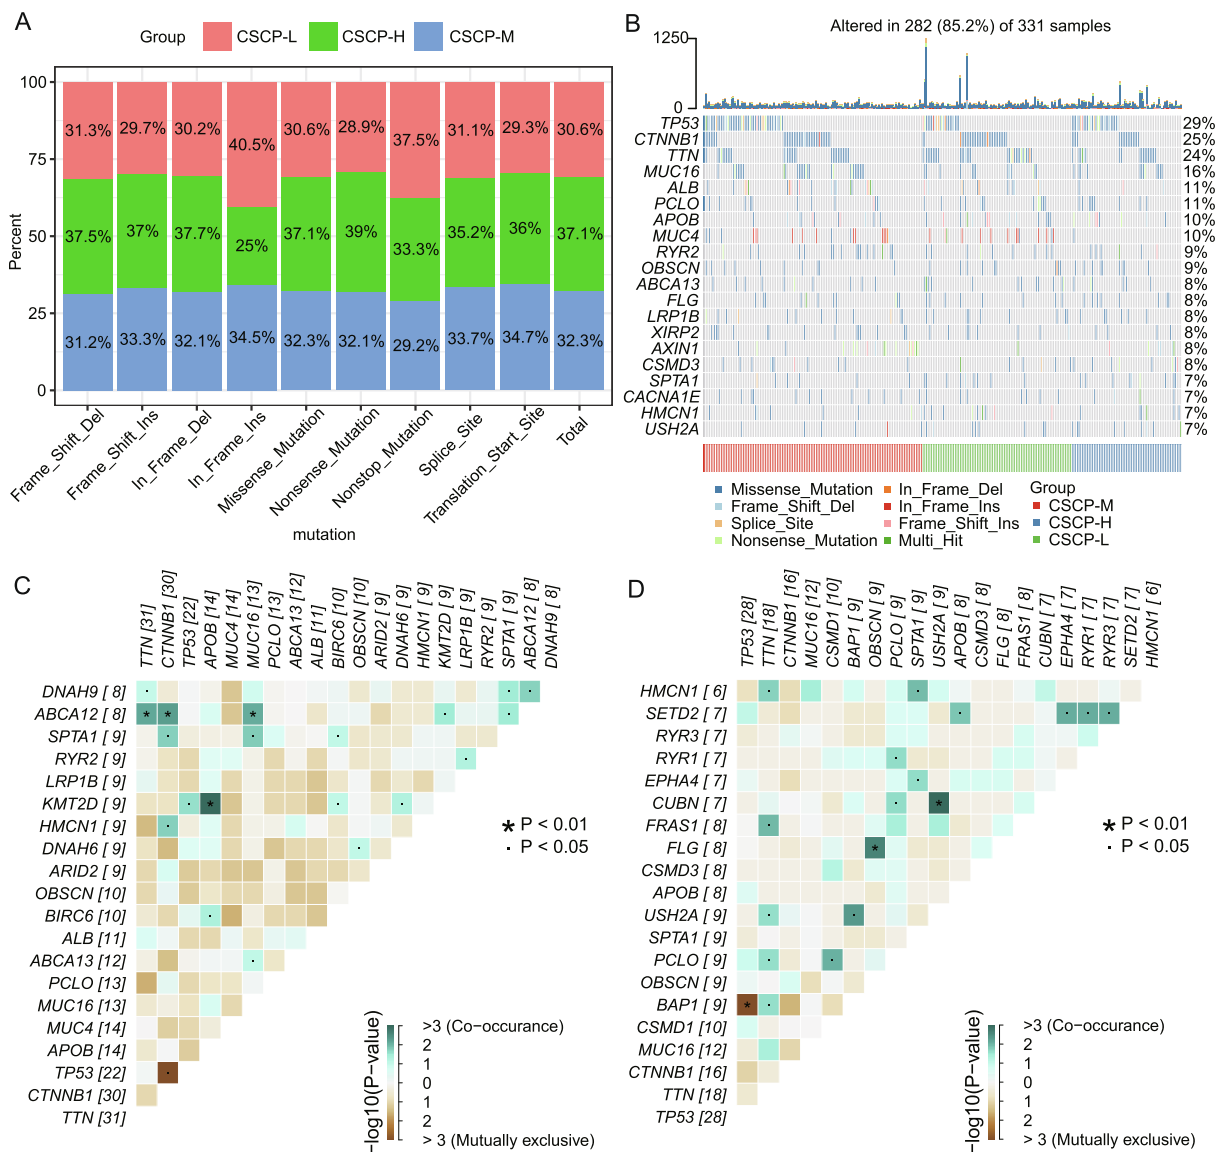 A
Group
CSCP-L
CSCP-H
CSCP-M
Percent
100
75
50
25
0
31.3%
29.7%
30.2%
40.5%
30.6%
28.9%
37.5%
31.1%
29.3%
30.6%
37.5%
37%
37.7%
25%
37.1%
39%
33.3%
35.2%
36%
37.1%
31.2%
33.3%
32.1%
34.5%
32.3%
32.1%
29.2%
33.7%
34.7%
32.3%
Frame_Shift_Del
Frame_Shift_Ins
In_Frame_Del
In_Frame_Ins
Missense_Mutation
Nonsense_Mutation
Nonstop_Mutation
Splice_Site
Translation_Start_Site
Total
mutation
B
Altered in 282 (85.2%) of 331 samples
1250
0
TP53 29%
CTNNB1 25%
TTN 24%
MUC16 16%
ALB 11%
PCLO 11%
APOB 10%
MUC4 10%
RYR2 9%
OBSCN 9%
ABCA13 8%
FLG 8%
LRP1B 8%
XIRP2 8%
AXIN1 8%
CSMD3 8%
SPTA1 7%
CACNA1E 7%
HMCN1 7%
USH2A 7%
Missense_Mutation
Frame_Shift_Del
Splice_Site
Nonsense_Mutation
In_Frame_Del
In_Frame_Ins
Frame_Shift_Ins
Multi_Hit
Group
CSCP-M
CSCP-H
CSCP-L
C
TTN [31]
CTNNB1 [30]
TP53 [22]
APOB [14]
MUC4 [14]
MUC16 [13]
PCLO [13]
ABCA13 [12]
ALB [11]
BIRC6 [10]
OBSCN [10]
ARID2 [ 9]
DNAH6 [ 9]
HMCN1 [ 9]
KMT2D [ 9]
LRP1B [ 9]
RYR2 [ 9]
SPTA1 [ 9]
ABCA12 [ 8]
DNAH9 [ 8]
DNAH9 [ 8]
ABCA12 [ 8]
SPTA1 [ 9]
RYR2 [ 9]
LRP1B [ 9]
KMT2D [ 9]
HMCN1 [ 9]
DNAH6 [ 9]
ARID2 [ 9]
OBSCN [10]
BIRC6 [10]
ALB [11]
ABCA13 [12]
PCLO [13]
MUC16 [13]
MUC4 [14]
APOB [14]
TP53 [22]
CTNNB1 [30]
TTN [31]
* P < 0.01
· P < 0.05
−log10(P−value)
>3 (Co−occurance)
2
1
0
1
2
> 3 (Mutually exclusive)
D
TP53 [28]
TTN [18]
CTNNB1 [16]
MUC16 [12]
CSMD1 [10]
BAP1 [ 9]
OBSCN [ 9]
PCLO [ 9]
SPTA1 [ 9]
USH2A [ 9]
APOB [ 8]
CSMD3 [ 8]
FLG [ 8]
FRAS1 [ 8]
CUBN [ 7]
EPHA4 [ 7]
RYR1 [ 7]
RYR3 [ 7]
SETD2 [ 7]
HMCN1 [ 6]
HMCN1 [ 6]
SETD2 [ 7]
RYR3 [ 7]
RYR1 [ 7]
EPHA4 [ 7]
CUBN [ 7]
FRAS1 [ 8]
FLG [ 8]
CSMD3 [ 8]
APOB [ 8]
USH2A [ 9]
SPTA1 [ 9]
PCLO [ 9]
OBSCN [ 9]
BAP1 [ 9]
CSMD1 [10]
MUC16 [12]
CTNNB1 [16]
TTN [18]
TP53 [28]
* P < 0.01
· P < 0.05
−log10(P−value)
>3 (Co−occurance)
2
1
0
1
2
> 3 (Mutually exclusive)